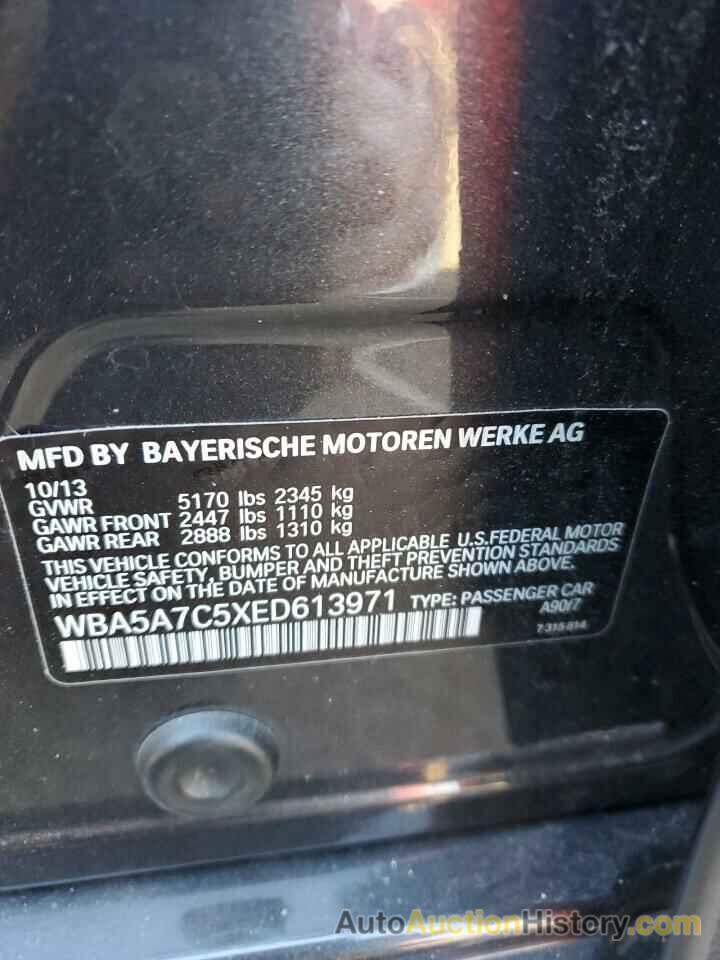 MFD BY BAYERISCHE MOTOREN WERKE AG
10/13
GVWR 5170 lbs 2345 kg
GAWR FRONT 2447 lbs 1110 kg
GAWR REAR 2888 lbs 1310 kg
THIS VEHICLE CONFORMS TO ALL APPLICABLE U.S.FEDERAL MOTOR
VEHICLE SAFETY, BUMPER AND THEFT PREVENTION STANDARDS
IN EFFECT ON THE DATE OF MANUFACTURE SHOWN ABOVE.
WBA5A7C5XED613971 TYPE: PASSENGER CAR
A90/7
7-315-814
AutoAuctionHistory.com